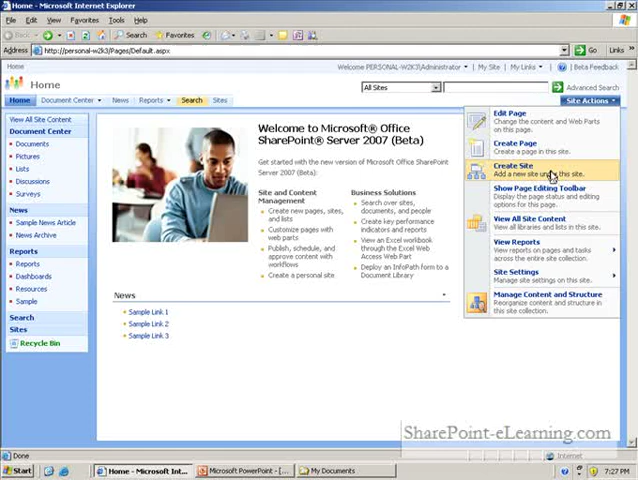 Home - Microsoft Internet Explorer
File Edit View Favorites Tools Help
Back Search Favorites
Address http://personal-w2k3/Pages/Default.aspx Go Links »
Home Welcome PERSONAL-W2K3\Administrator My Site My Links Beta Feedback
Home All Sites Advanced Search
Home Document Center News Reports Search Sites Site Actions
View All Site Content
Document Center
Documents
Pictures
Lists
Discussions
Surveys
News
Sample News Article
News Archive
Reports
Reports
Dashboards
Resources
Sample
Search
Sites
Recycle Bin
Welcome to Microsoft® Office
SharePoint® Server 2007 (Beta)
Get started with the new version of Microsoft SharePoint
Server 2007 (Beta):
Site and Content
Management
Create new pages, sites,
and lists
Customize pages with
web parts
Publish, schedule, and
approve content with
workflows
Create a personal site
Business Solutions
Search over sites,
documents, and people
Create key performance
indicators and reports
View an Excel workbook
through the Excel Web
Access Web Part
Deploy an InfoPath form to a
Document Library
News
Sample Link 1
Sample Link 2
Sample Link 3
Edit Page
Change the content and Web Parts
on this page.
Create Page
Create a page in this site.
Create Site
Add a new site under this site.
Show Page Editing Toolbar
Display the page status and editing
options for this page.
View All Site Content
View all libraries and lists in this site.
View Reports
View reports on pages and tasks
across the entire site collection.
Site Settings
Manage site settings on this site.
Manage Content and Structure
Reorganize content and structure in
this site collection.
SharePoint-eLearning.com
Done Internet
Start Home - Microsoft Int... Microsoft PowerPoint - [... My Documents 7:27 PM